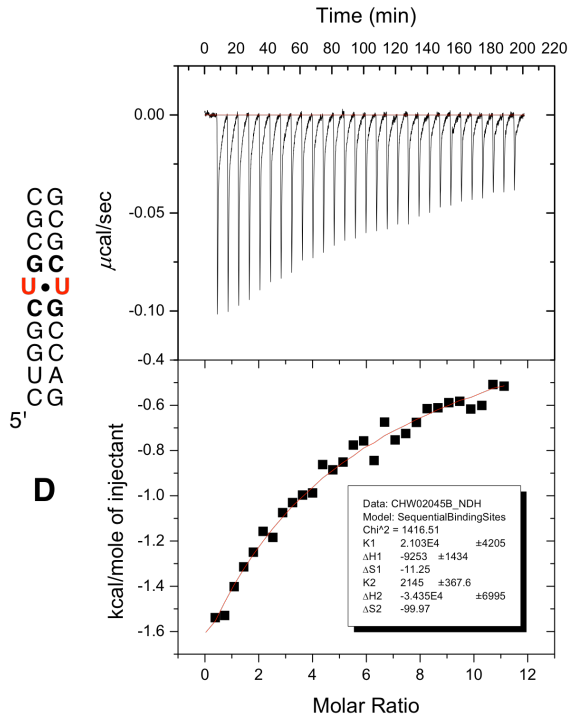 Time (min)
0 20 40 60 80 100 120 140 160 180 200 220
0.00
-0.05
-0.10
µcal/sec
C G
G C
C G
G C
U • U
C G
G C
G C
U A
C G
5'
D
-0.4
-0.6
-0.8
-1.0
-1.2
-1.4
-1.6
kcal/mole of injectant
Data: CHW02045B_NDH
Model: SequentialBindingSites
Chi^2 = 1416.51
K1 2.103E4 ±4205
ΔH1 -9253 ±1434
ΔS1 -11.25
K2 2145 ±367.6
ΔH2 -3.435E4 ±6995
ΔS2 -99.97
0 2 4 6 8 10 12
Molar Ratio